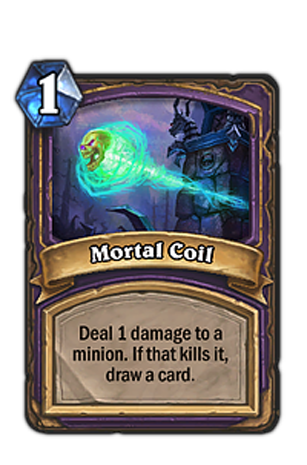 1
Mortal Coil
Deal 1 damage to a
minion. If that kills it,
draw a card.